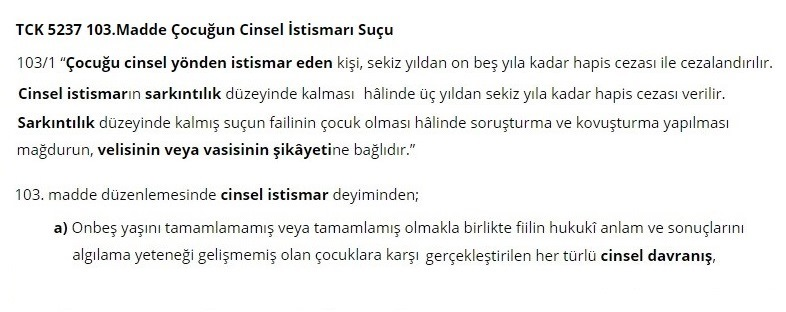 TCK 5237 103.Madde Çocuğun Cinsel İstismarı Suçu
103/1 “Çocuğu cinsel yönden istismar eden kişi, sekiz yıldan on beş yıla kadar hapis cezası ile cezalandırılır.
Cinsel istismarın sarkıntılık düzeyinde kalması hâlinde üç yıldan sekiz yıla kadar hapis cezası verilir.
Sarkıntılık düzeyinde kalmış suçun failinin çocuk olması hâlinde soruşturma ve kovuşturma yapılması
mağdurun, velisinin veya vasisinin şikâyetine bağlıdır.”
103. madde düzenlemesinde cinsel istismar deyiminden;
a) Onbeş yaşını tamamlamamış veya tamamlamış olmakla birlikte fiilin hukukî anlam ve sonuçlarını
algılama yeteneği gelişmemiş olan çocuklara karşı gerçekleştirilen her türlü cinsel davranış,